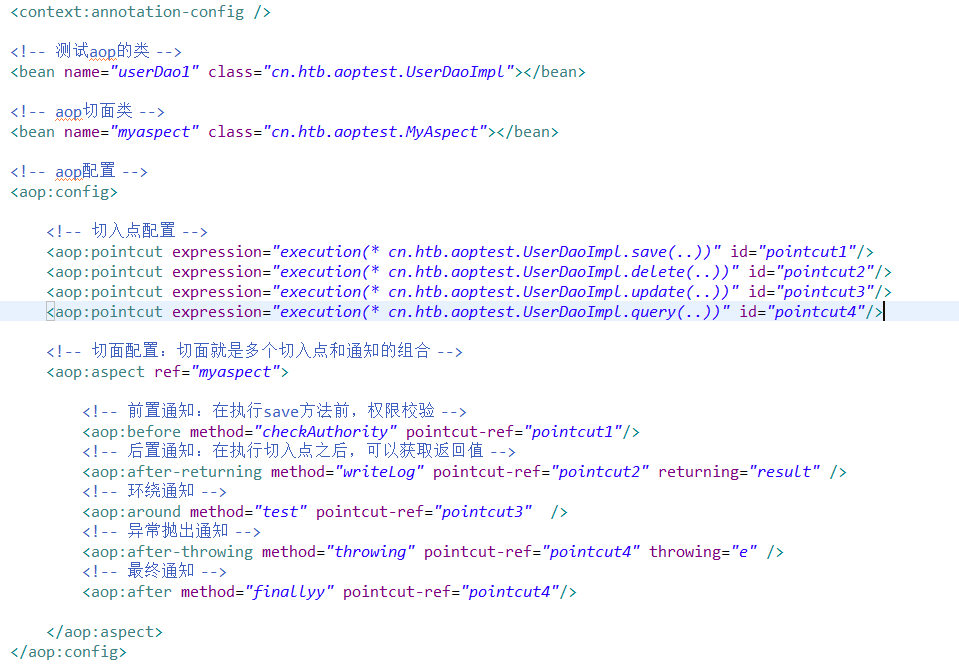 <context:annotation-config />
<!-- 测试aop的类 -->
<bean name="userDao1" class="cn.htb.aoptest.UserDaoImpl"></bean>
<!-- aop切面类 -->
<bean name="myaspect" class="cn.htb.aoptest.MyAspect"></bean>
<!-- aop配置 -->
<aop:config>
<!-- 切入点配置 -->
<aop:pointcut expression="execution(* cn.htb.aoptest.UserDaoImpl.save(..))" id="pointcut1"/>
<aop:pointcut expression="execution(* cn.htb.aoptest.UserDaoImpl.delete(..))" id="pointcut2"/>
<aop:pointcut expression="execution(* cn.htb.aoptest.UserDaoImpl.update(..))" id="pointcut3"/>
<aop:pointcut expression="execution(* cn.htb.aoptest.UserDaoImpl.query(..))" id="pointcut4"/>
<!-- 切面配置：切面就是多个切入点和通知的组合 -->
<aop:aspect ref="myaspect">
<!-- 前置通知：在执行save方法前，权限校验 -->
<aop:before method="checkAuthority" pointcut-ref="pointcut1"/>
<!-- 后置通知：在执行切入点之后，可以获取返回值 -->
<aop:after-returning method="writeLog" pointcut-ref="pointcut2" returning="result" />
<!-- 环绕通知 -->
<aop:around method="test" pointcut-ref="pointcut3"  />
<!-- 异常抛出通知 -->
<aop:after-throwing method="throwing" pointcut-ref="pointcut4" throwing="e" />
<!-- 最终通知 -->
<aop:after method="finallyy" pointcut-ref="pointcut4"/>
</aop:aspect>
</aop:config>